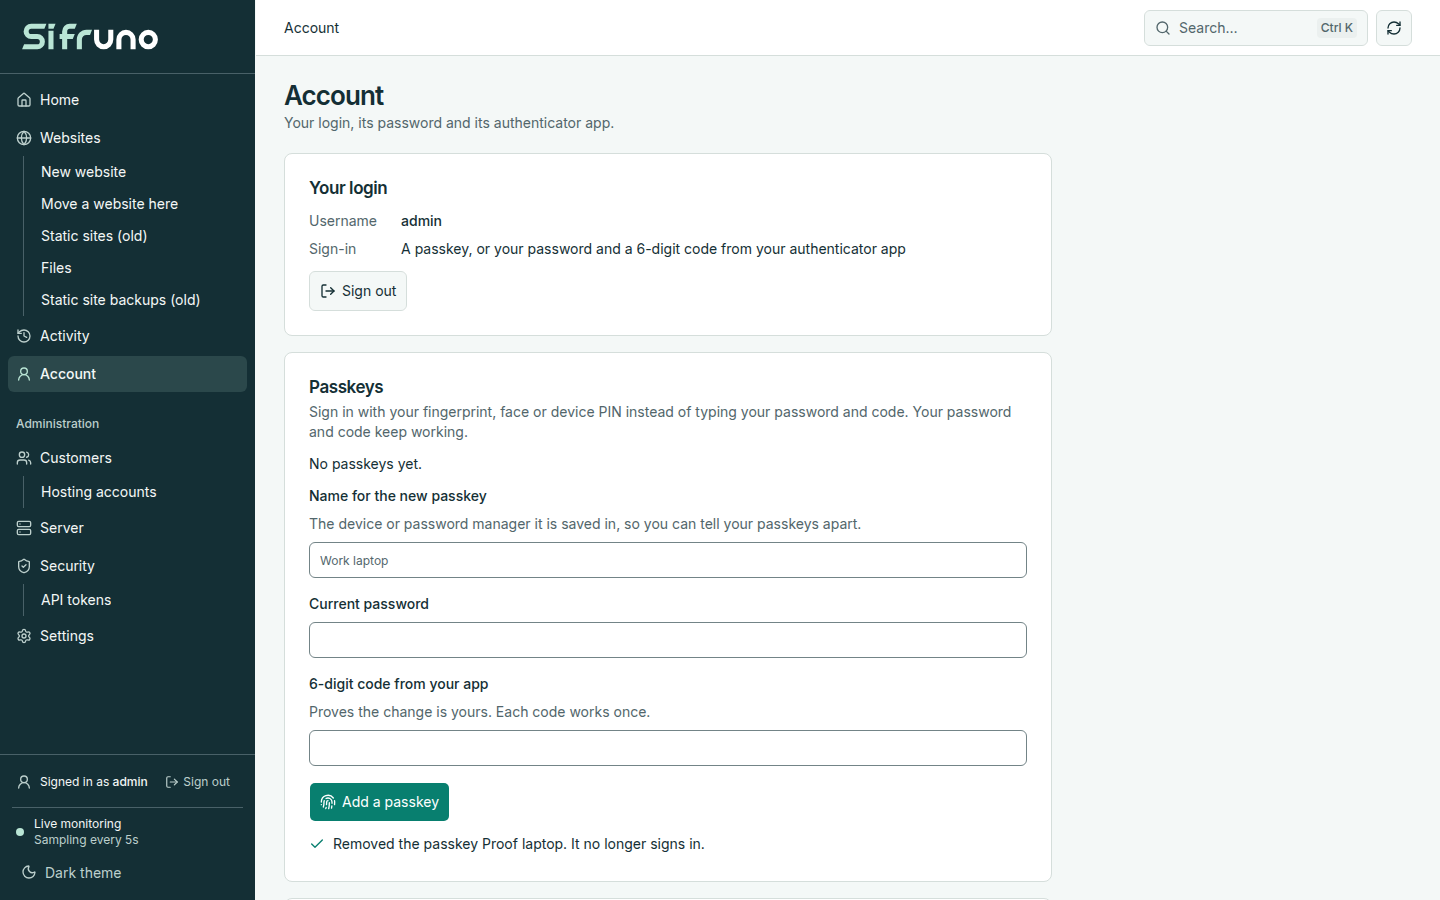 Sifruno
Home
Websites
New website
Move a website here
Static sites (old)
Files
Static site backups (old)
Activity
Account
Administration
Customers
Hosting accounts
Server
Security
API tokens
Settings
Signed in as admin
Sign out
Live monitoring
Sampling every 5s
Dark theme
Account
Search...
Ctrl K
Account
Your login, its password and its authenticator app.
Your login
Username admin
Sign-in A passkey, or your password and a 6-digit code from your authenticator app
Sign out
Passkeys
Sign in with your fingerprint, face or device PIN instead of typing your password and code. Your password
and code keep working.
No passkeys yet.
Name for the new passkey
The device or password manager it is saved in, so you can tell your passkeys apart.
Work laptop
Current password
6-digit code from your app
Proves the change is yours. Each code works once.
Add a passkey
Removed the passkey Proof laptop. It no longer signs in.